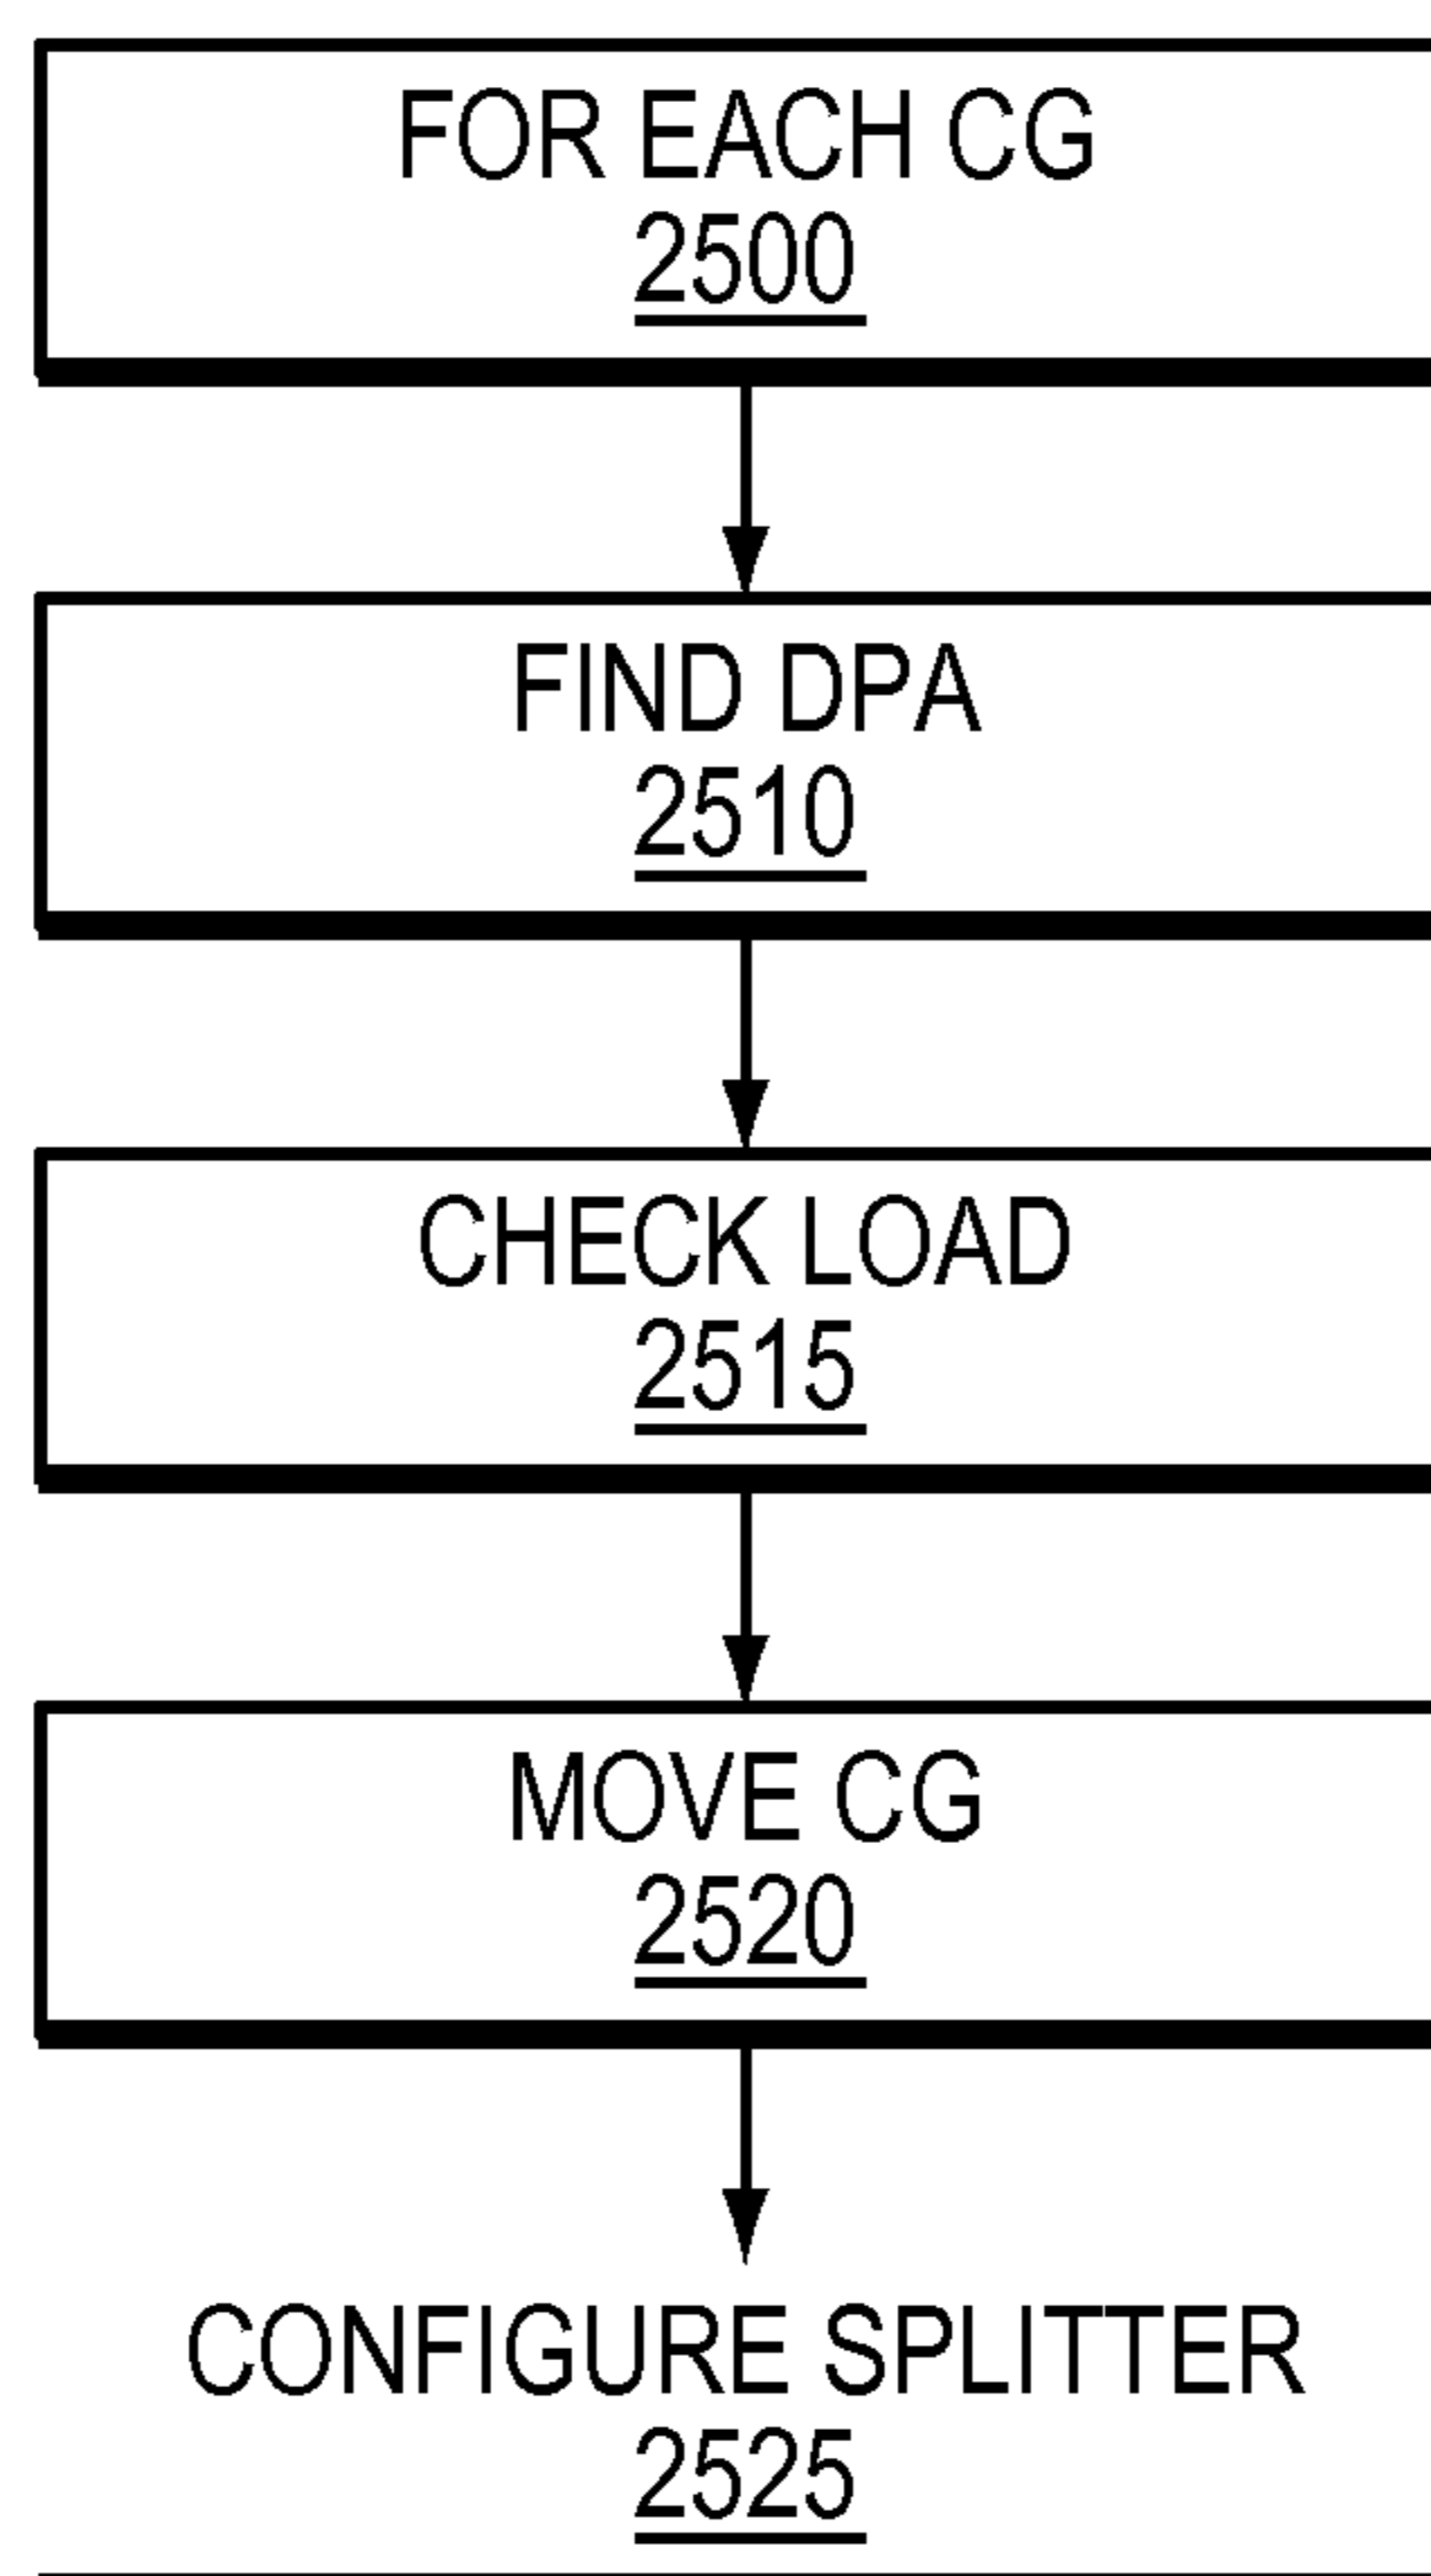 FOR EACH CG
2500
FIND DPA
2510
CHECK LOAD
2515
MOVE CG
2520
CONFIGURE SPLITTER
2525